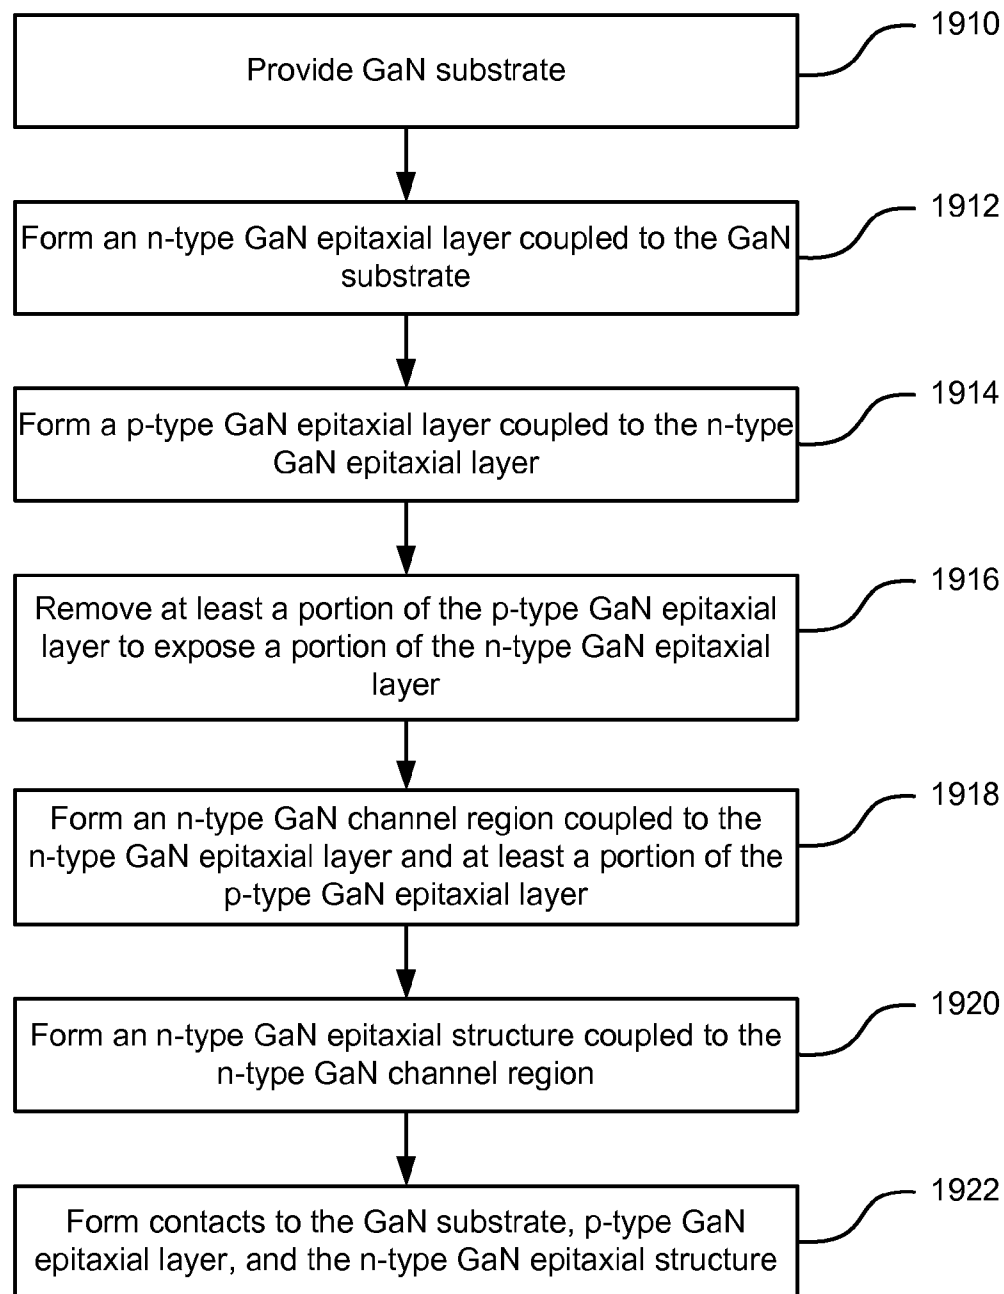 1910
Provide GaN substrate
1912
Form an n-type GaN epitaxial layer coupled to the GaN
substrate
1914
Form a p-type GaN epitaxial layer coupled to the n-type
GaN epitaxial layer
1916
Remove at least a portion of the p-type GaN epitaxial
layer to expose a portion of the n-type GaN epitaxial
layer
1918
Form an n-type GaN channel region coupled to the
n-type GaN epitaxial layer and at least a portion of the
p-type GaN epitaxial layer
1920
Form an n-type GaN epitaxial structure coupled to the
n-type GaN channel region
1922
Form contacts to the GaN substrate, p-type GaN
epitaxial layer, and the n-type GaN epitaxial structure